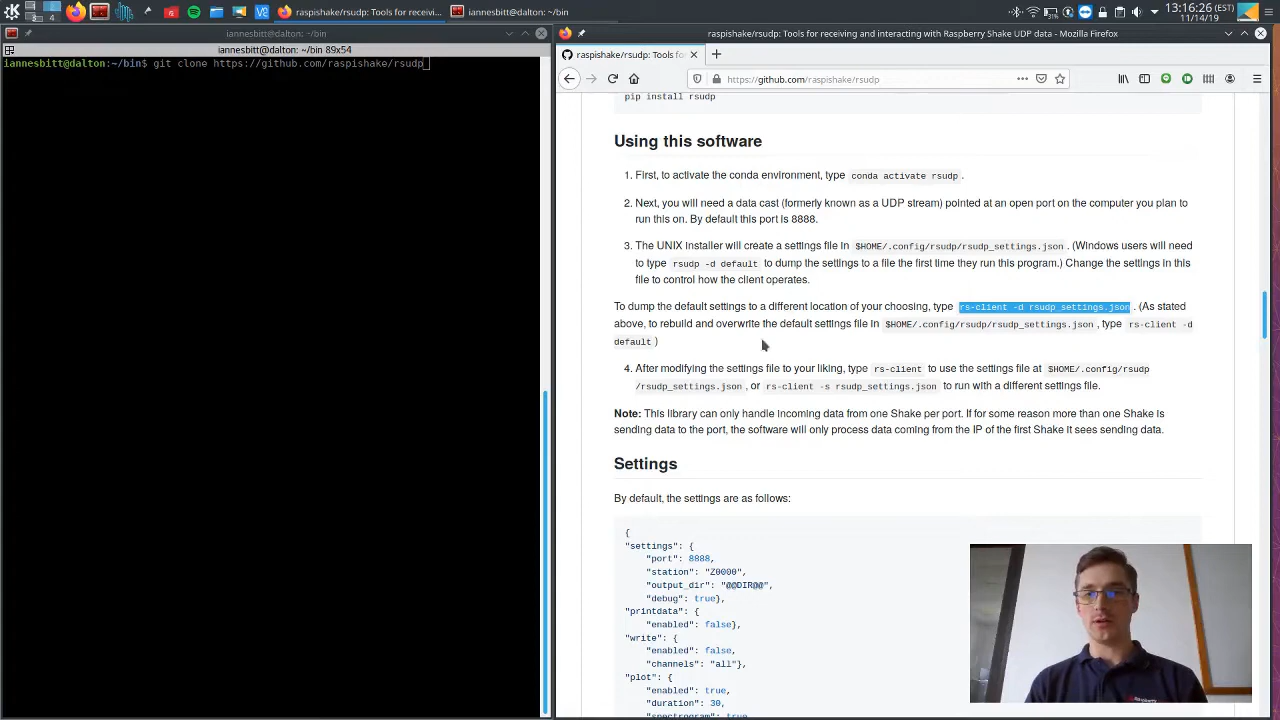 raspishake/rsudp: Tools for receivi...
iannesbitt@dalton: ~/bin
13:16:26 (EST)
11/14/19
31%
iannesbitt@dalton: ~/bin
raspishake/rsudp: Tools for receiving and interacting with Raspberry Shake UDP data - Mozilla Firefox
iannesbitt@dalton: ~/bin 89x54
raspishake/rsudp: Tools
iannesbitt@dalton:~/bin$ git clone https://github.com/raspishake/rsudp
https://github.com/raspishake/rsudp
pip install rsudp
Using this software
1. First, to activate the conda environment, type conda activate rsudp .
2. Next, you will need a data cast (formerly known as a UDP stream) pointed at an open port on the computer you plan to
run this on. By default this port is 8888.
3. The UNIX installer will create a settings file in $HOME/.config/rsudp/rsudp_settings.json . (Windows users will need
to type rsudp -d default to dump the settings to a file the first time they run this program.) Change the settings in this
file to control how the client operates.
To dump the default settings to a different location of your choosing, type rs-client -d rsudp_settings.json . (As stated
above, to rebuild and overwrite the default settings file in $HOME/.config/rsudp/rsudp_settings.json , type rs-client -d
default )
4. After modifying the settings file to your liking, type rs-client to use the settings file at $HOME/.config/rsudp
/rsudp_settings.json , or rs-client -s rsudp_settings.json to run with a different settings file.
Note: This library can only handle incoming data from one Shake per port. If for some reason more than one Shake is
sending data to the port, the software will only process data coming from the IP of the first Shake it sees sending data.
Settings
By default, the settings are as follows:
{
"settings": {
"port": 8888,
"station": "Z0000",
"output_dir": "@@DIR@@",
"debug": true},
"printdata": {
"enabled": false},
"write": {
"enabled": false,
"channels": "all"},
"plot": {
"enabled": true,
"duration": 30,
"spectrogram": true